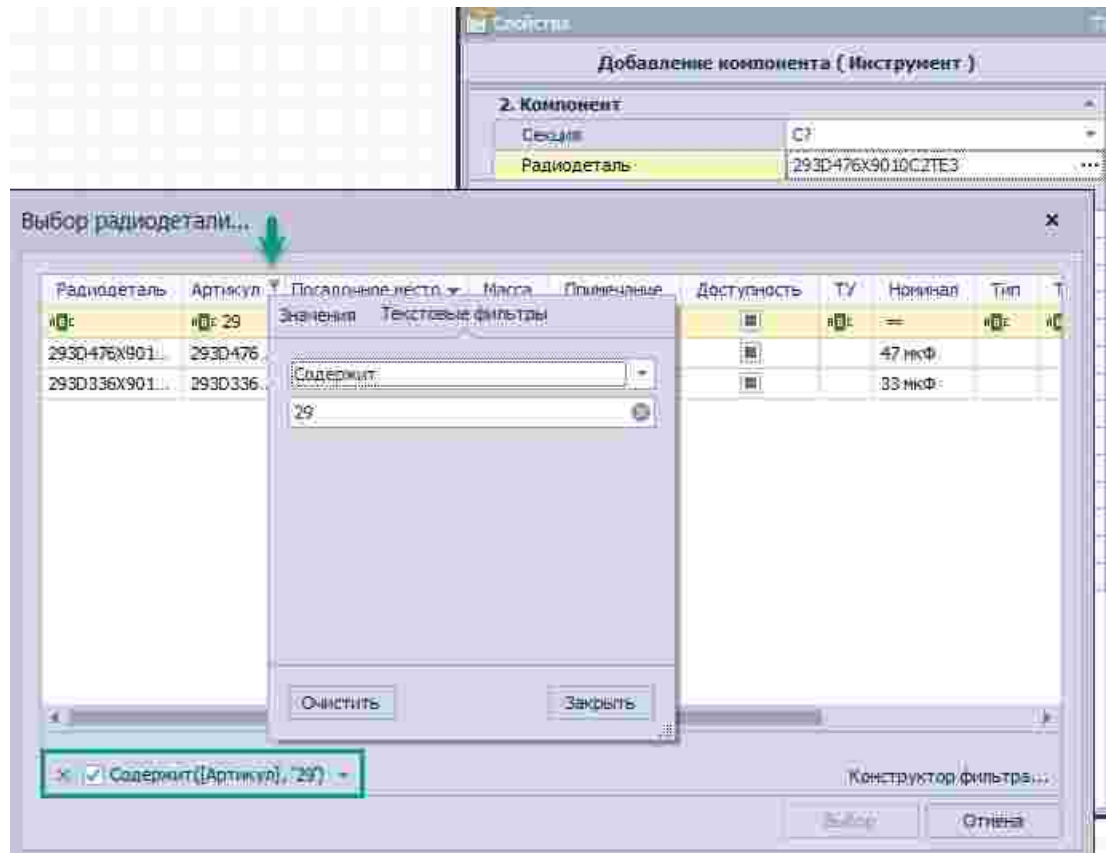 Свойства
Добавление компонента ( Инструмент )
2. Компонент
Секция C?
Радиодеталь 293D476X9010C2TE3 ...
Выбор радиодетали...
Радиодеталь Артикул Посадочное место Масса Примечание Доступность ТУ Номинал Тип Т
29 =
293D476X901... 293D476... 47 мкФ
293D336X901... 293D336... 33 мкФ
Значения Текстовые фильтры
Содержит
29
Очистить Закрыть
Содержит([Артикул], '29')
Конструктор фильтра...
Выбор Отмена